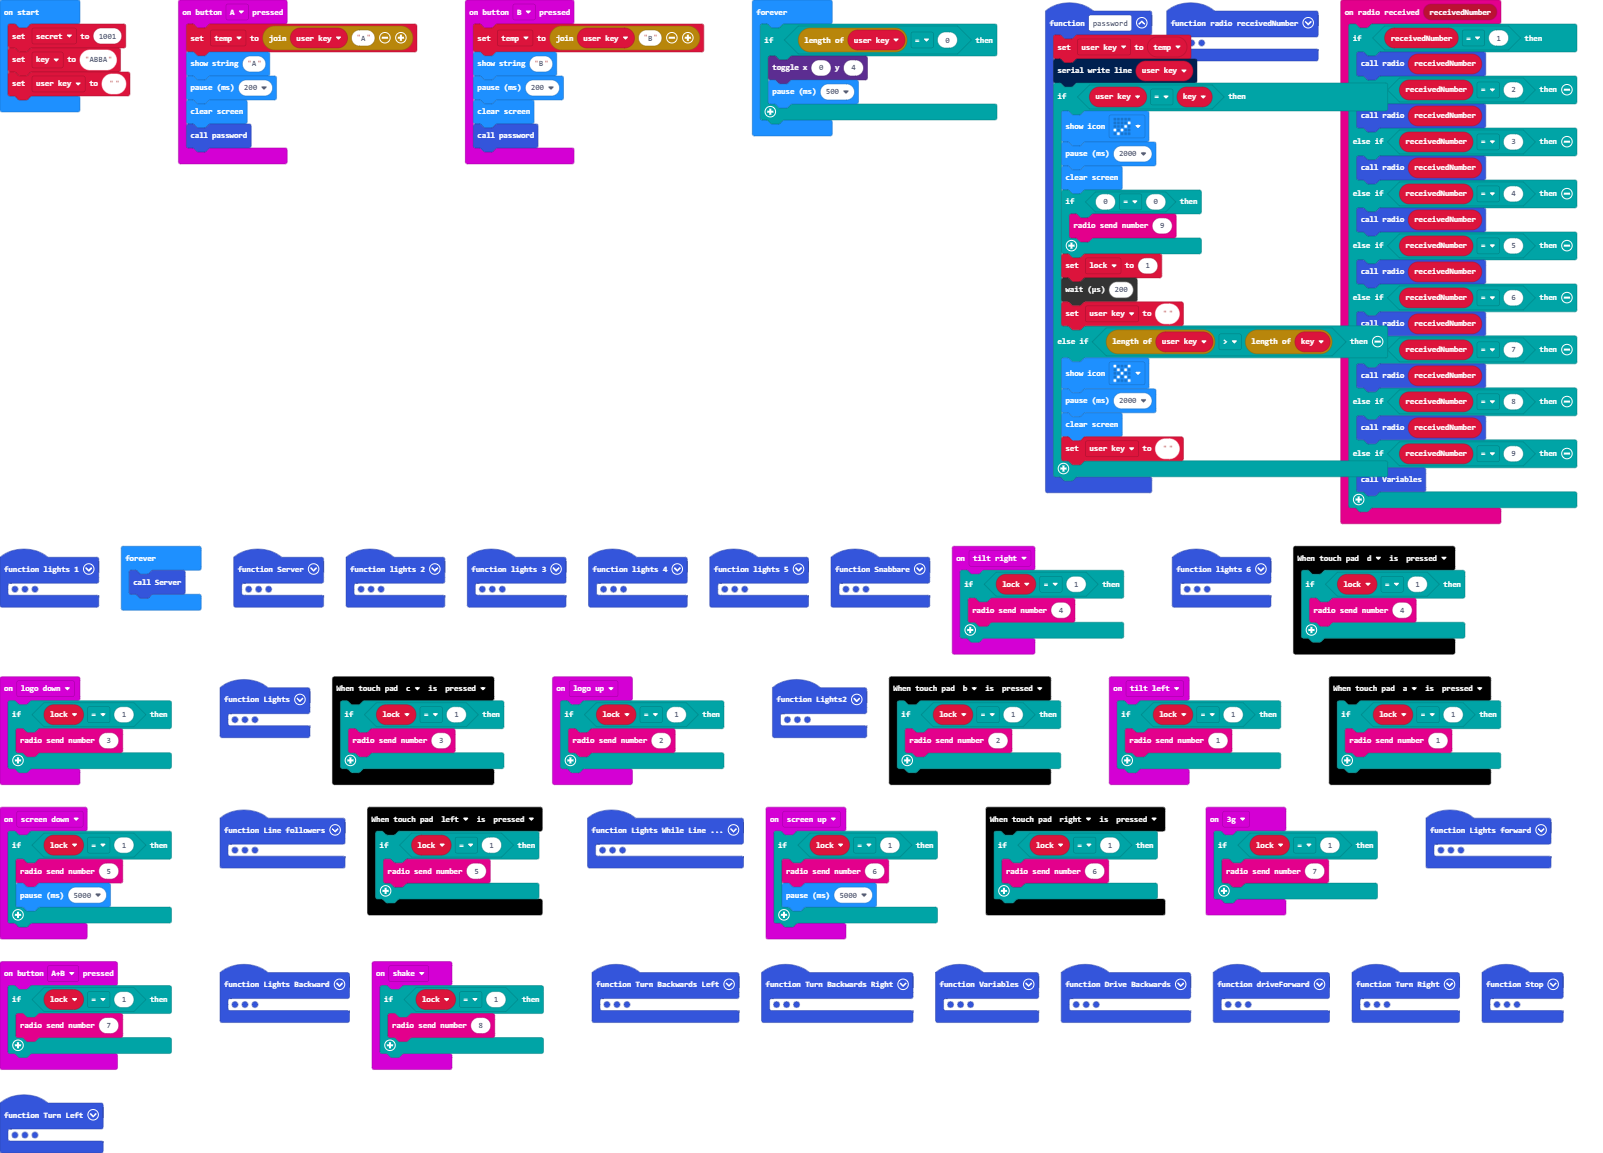 on start
set secret to 1001
set key to "ABBA"
set user key to " "
on button A pressed
set temp to join user key "A"
show string "A"
pause (ms) 200
clear screen
call password
on button B pressed
set temp to join user key "B"
show string "B"
pause (ms) 200
clear screen
call password
forever
if length of user key = 0 then
toggle x 0 y 4
pause (ms) 500
function password
set user key to temp
serial write line user key
if user key = key then
show icon
pause (ms) 2000
clear screen
if 0 = 0 then
radio send number 9
set lock to 1
wait (µs) 200
set user key to " "
else if length of user key > length of key then
show icon
pause (ms) 2000
clear screen
set user key to " "
function radio receivedNumber
on radio received receivedNumber
if receivedNumber = 1 then
call radio receivedNumber
receivedNumber = 2 then
call radio receivedNumber
else if receivedNumber = 3 then
call radio receivedNumber
else if receivedNumber = 4 then
call radio receivedNumber
else if receivedNumber = 5 then
call radio receivedNumber
else if receivedNumber = 6 then
call radio receivedNumber
receivedNumber = 7 then
call radio receivedNumber
else if receivedNumber = 8 then
call radio receivedNumber
else if receivedNumber = 9 then
call Variables
function lights 1
forever
call Server
function Server
function lights 2
function lights 3
function lights 4
function lights 5
function Snabbare
on tilt right
if lock = 1 then
radio send number 4
function lights 6
When touch pad d is pressed
if lock = 1 then
radio send number 4
on logo down
if lock = 1 then
radio send number 3
function Lights
When touch pad c is pressed
if lock = 1 then
radio send number 3
on logo up
if lock = 1 then
radio send number 2
function Lights2
When touch pad b is pressed
if lock = 1 then
radio send number 2
on tilt left
if lock = 1 then
radio send number 1
When touch pad a is pressed
if lock = 1 then
radio send number 1
on screen down
if lock = 1 then
radio send number 5
pause (ms) 5000
function Line followers
When touch pad left is pressed
if lock = 1 then
radio send number 5
function Lights While Line ...
on screen up
if lock = 1 then
radio send number 6
pause (ms) 5000
When touch pad right is pressed
if lock = 1 then
radio send number 6
on 3g
if lock = 1 then
radio send number 7
function Lights forward
on button A+B pressed
if lock = 1 then
radio send number 7
function Lights Backward
on shake
if lock = 1 then
radio send number 8
function Turn Backwards Left
function Turn Backwards Right
function Variables
function Drive Backwards
function driveForward
function Turn Right
function Stop
function Turn Left